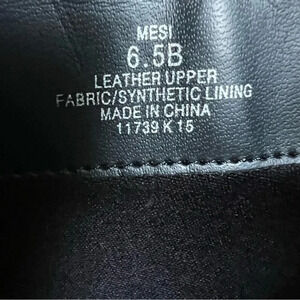 MESI
6.5B
LEATHER UPPER
FABRIC/SYNTHETIC LINING
MADE IN CHINA
11739 K 15